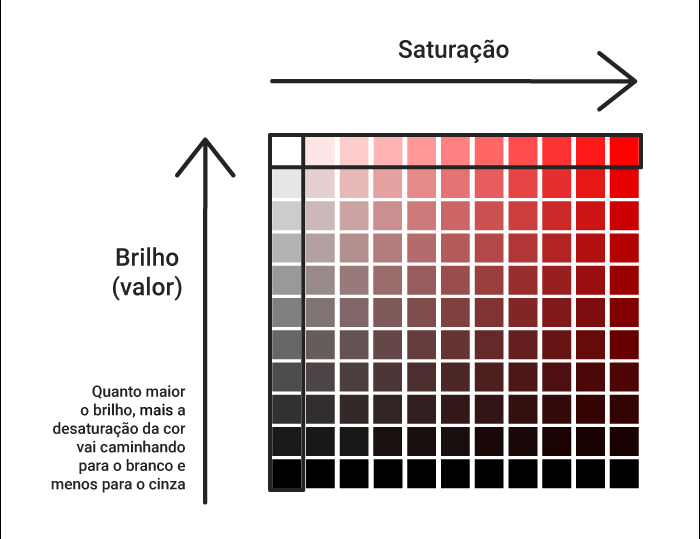 Saturação
Brilho
(valor)
Quanto maior
o brilho, mais a
desaturação da cor
vai caminhando
para o branco e
menos para o cinza